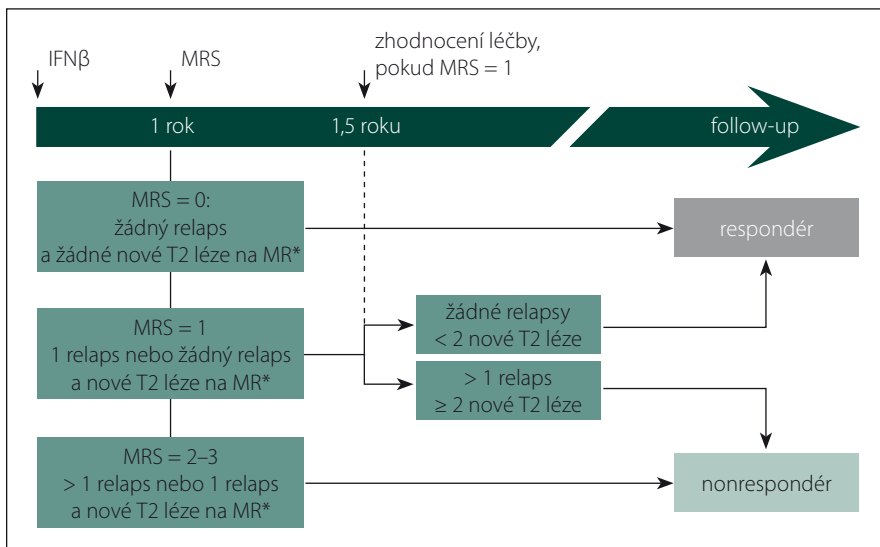 IFNβ
MRS
zhodnocení léčby,
pokud MRS = 1
1 rok
1,5 roku
follow-up
MRS = 0:
žádný relaps
a žádné nové T2 léze na MR*
respondér
MRS = 1
1 relaps nebo žádný relaps
a nové T2 léze na MR*
žádné relapsy
< 2 nové T2 léze
> 1 relaps
≥ 2 nové T2 léze
MRS = 2–3
> 1 relaps nebo 1 relaps
a nové T2 léze na MR*
nonrespondér